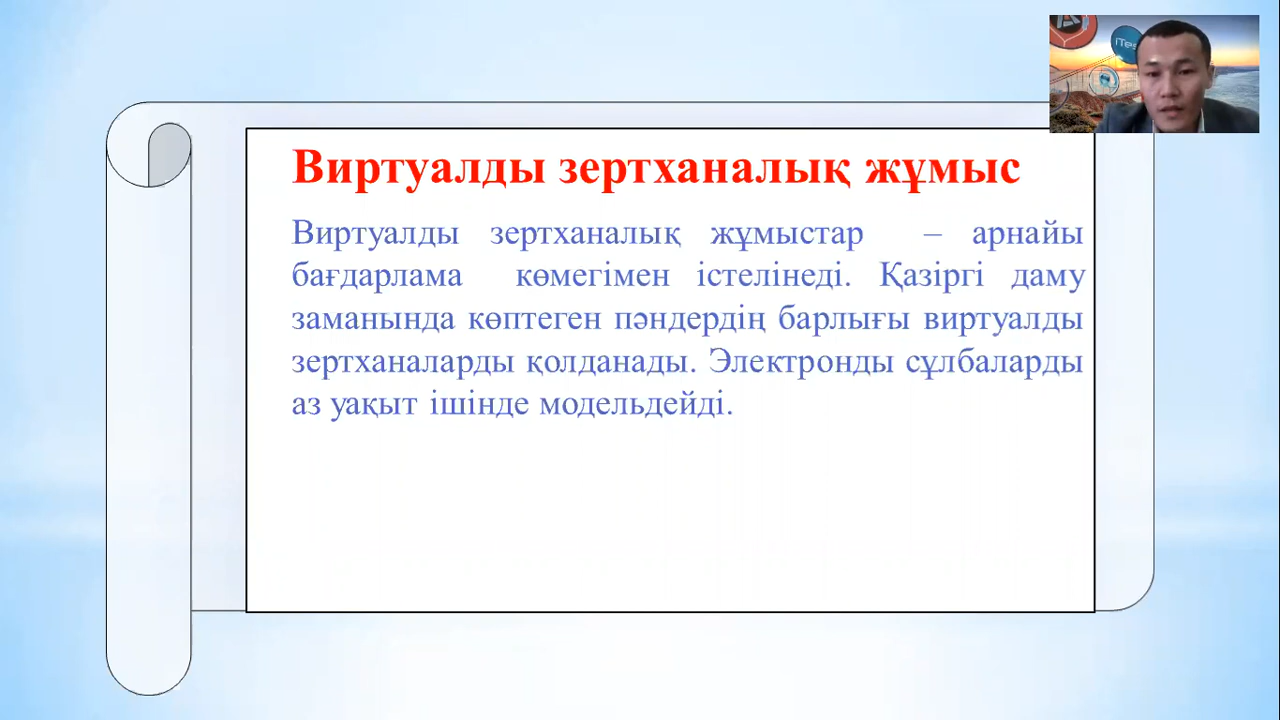 Виртуалды зертханалық жұмыс
Виртуалды зертханалық жұмыстар – арнайы
бағдарлама көмегімен істелінеді. Қазіргі даму
заманында көптеген пәндердің барлығы виртуалды
зертханаларды қолданады. Электронды сұлбаларды
аз уақыт ішінде модельдейді.